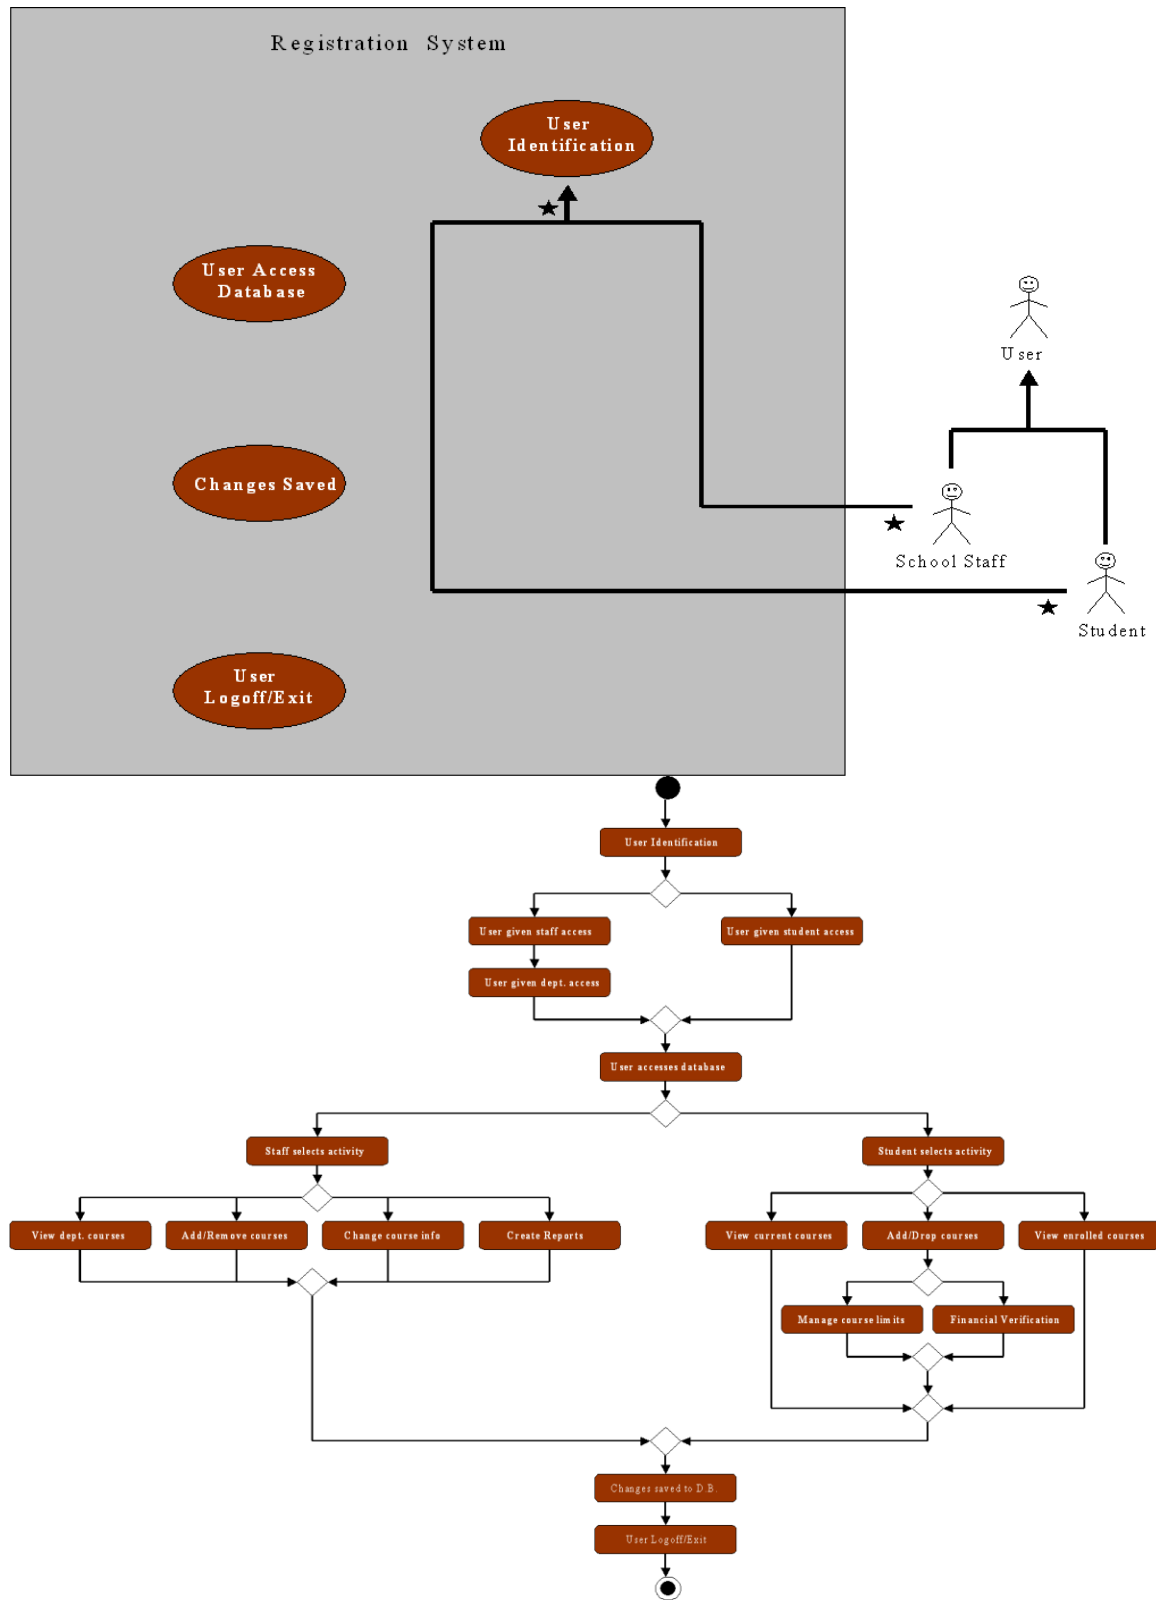 Registration System
User
Identification
User Access
Database
User
Changes Saved
School Staff
Student
User
Logoff/Exit
User Identification
User given staff access
User given student access
User given dept. access
User accesses database
Staff selects activity
Student selects activity
View dept. courses
Add/Remove courses
Change course info
Create Reports
View current courses
Add/Drop courses
View enrolled courses
Manage course limits
Financial Verification
Changes saved to D.B.
User Logoff/Exit